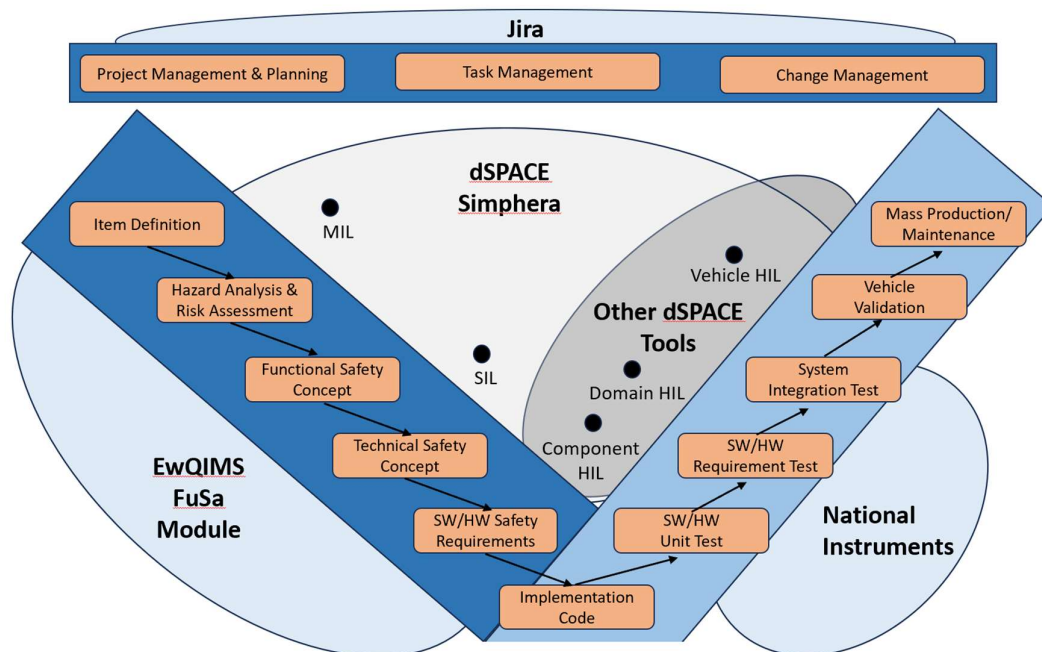 Jira
Project Management & Planning
Task Management
Change Management
dSPACE
Simphera
MIL
SIL
Other dSPACE
Tools
Vehicle HIL
Domain HIL
Component
HIL
Item Definition
Hazard Analysis &
Risk Assessment
Functional Safety
Concept
Technical Safety
Concept
SW/HW Safety
Requirements
Implementation
Code
SW/HW
Unit Test
SW/HW
Requirement Test
System
Integration Test
Vehicle
Validation
Mass Production/
Maintenance
EwQIMS
FuSa
Module
National
Instruments